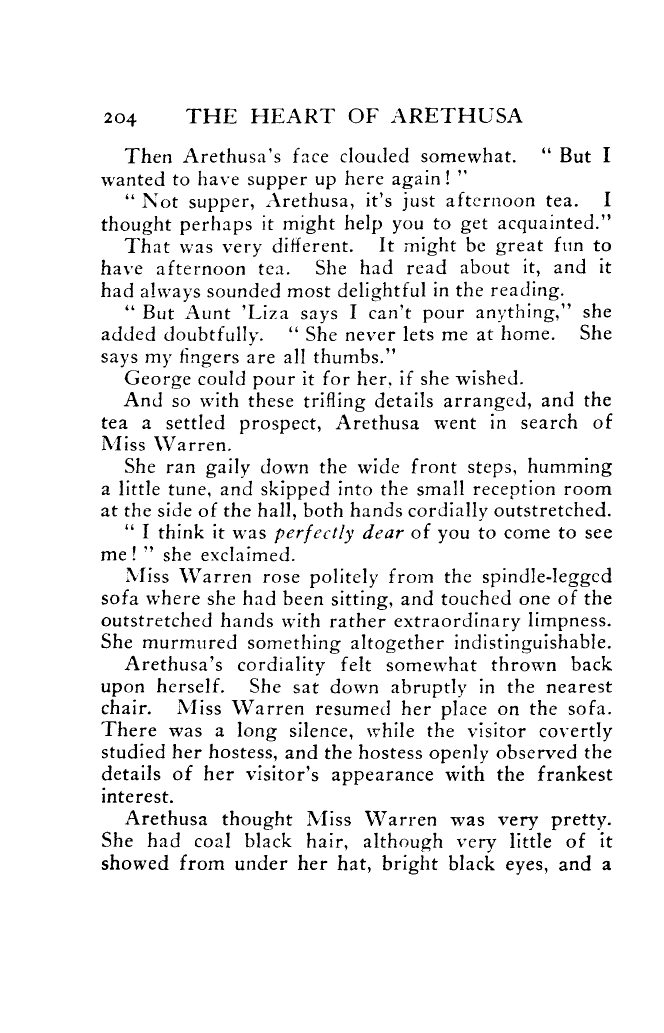 204 THE HEART OF ARETHUSA
Then Arethusa's face clouded somewhat. " But I
wanted to have supper up here again ! "
" Not supper, Arethusa, it's just afternoon tea. I
thought perhaps it might help you to get acquainted."
That was very different. It might be great fun to
have afternoon tea. She had read about it, and it
had always sounded most delightful in the reading.
" But Aunt 'Liza says I can't pour anything," she
added doubtfully. " She never lets me at home. She
says my fingers are all thumbs."
George could pour it for her, if she wished.
And so with these trifling details arranged, and the
tea a settled prospect, Arethusa went in search of
Miss Warren.
She ran gaily down the wide front steps, humming
a little tune, and skipped into the small reception room
at the side of the hall, both hands cordially outstretched.
" I think it was perfectly dear of you to come to see
me ! " she exclaimed.
Miss Warren rose politely from the spindle-legged
sofa where she had been sitting, and touched one of the
outstretched hands with rather extraordinary limpness.
She murmured something altogether indistinguishable.
Arethusa's cordiality felt somewhat thrown back
upon herself. She sat down abruptly in the nearest
chair. Miss Warren resumed her place on the sofa.
There was a long silence, while the visitor covertly
studied her hostess, and the hostess openly observed the
details of her visitor's appearance with the frankest
interest.
Arethusa thought Miss Warren was very pretty.
She had coal black hair, although very little of it
showed from under her hat, bright black eyes, and a